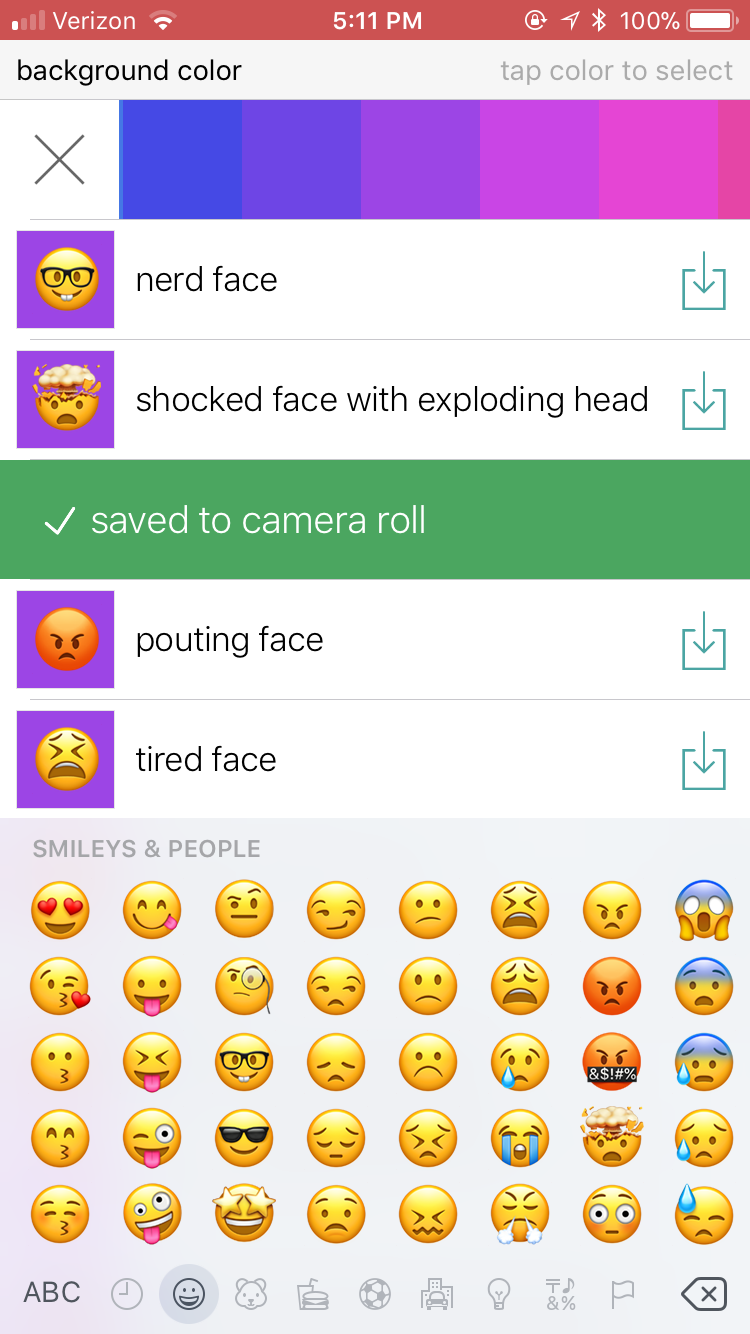 Verizon 5:11 PM 100%
background color tap color to select
nerd face
shocked face with exploding head
saved to camera roll
pouting face
tired face
SMILEYS & PEOPLE
&$!#%
ABC &%